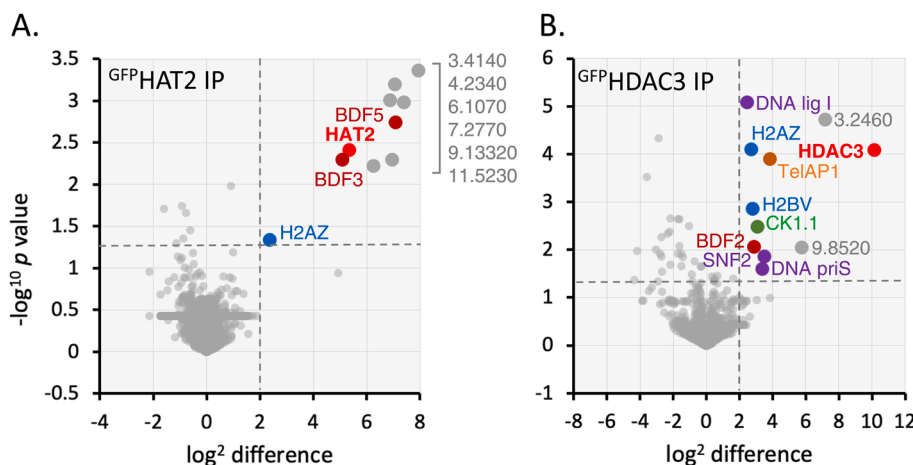 A.
GFPHAT2 IP
3.5
3
2.5
2
1.5
1
0.5
0
-0.5
-log10 p value
BDF5
HAT2
BDF3
H2AZ
3.4140
4.2340
6.1070
7.2770
9.13320
11.5230
-4 -2 0 2 4 6 8
log2 difference
B.
GFPHDAC3 IP
6
5
4
3
2
1
0
-1
DNA lig I
3.2460
H2AZ
HDAC3
TelAP1
H2BV
CK1.1
BDF2
9.8520
SNF2
DNA priS
-8 -6 -4 -2 0 2 4 6 8 10 12
log2 difference